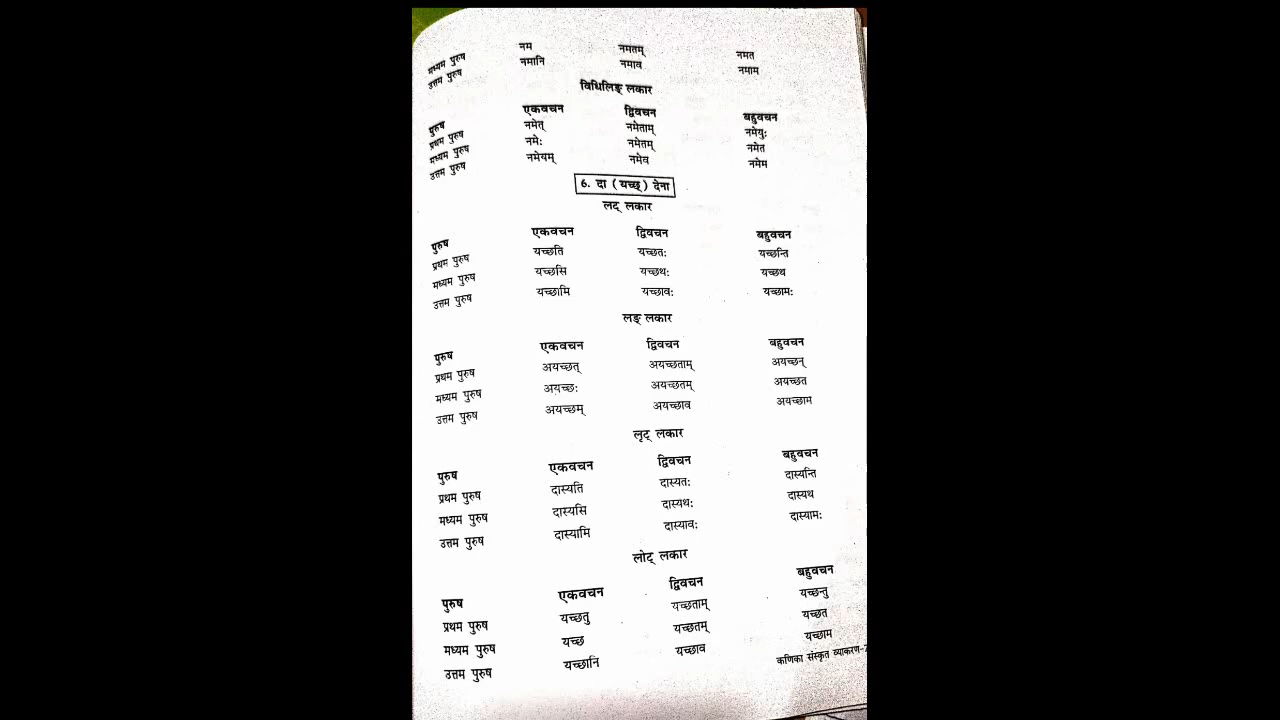 मध्यम पुरुष नम नमतम् नमत
उत्तम पुरुष नमानि नमाव नमाम
विधिलिङ् लकार
पुरुष एकवचन द्विवचन बहुवचन
प्रथम पुरुष नमेत् नमेताम् नमेयुः
मध्यम पुरुष नमेः नमेतम् नमेत
उत्तम पुरुष नमेयम् नमेव नमेम
6. दा ( यच्छ् ) देना
लट् लकार
पुरुष एकवचन द्विवचन बहुवचन
प्रथम पुरुष यच्छति यच्छतः यच्छन्ति
मध्यम पुरुष यच्छसि यच्छथः यच्छथ
उत्तम पुरुष यच्छामि यच्छावः यच्छामः
लङ् लकार
पुरुष एकवचन द्विवचन बहुवचन
प्रथम पुरुष अयच्छत् अयच्छताम् अयच्छन्
मध्यम पुरुष अयच्छः अयच्छतम् अयच्छत
उत्तम पुरुष अयच्छम् अयच्छाव अयच्छाम
लृट् लकार
पुरुष एकवचन द्विवचन बहुवचन
प्रथम पुरुष दास्यति दास्यतः दास्यन्ति
मध्यम पुरुष दास्यसि दास्यथः दास्यथ
उत्तम पुरुष दास्यामि दास्यावः दास्यामः
लोट् लकार
पुरुष एकवचन द्विवचन बहुवचन
प्रथम पुरुष यच्छतु यच्छताम् यच्छन्तु
मध्यम पुरुष यच्छ यच्छतम् यच्छत
उत्तम पुरुष यच्छानि यच्छाव यच्छाम
कणिका संस्कृत व्याकरण-